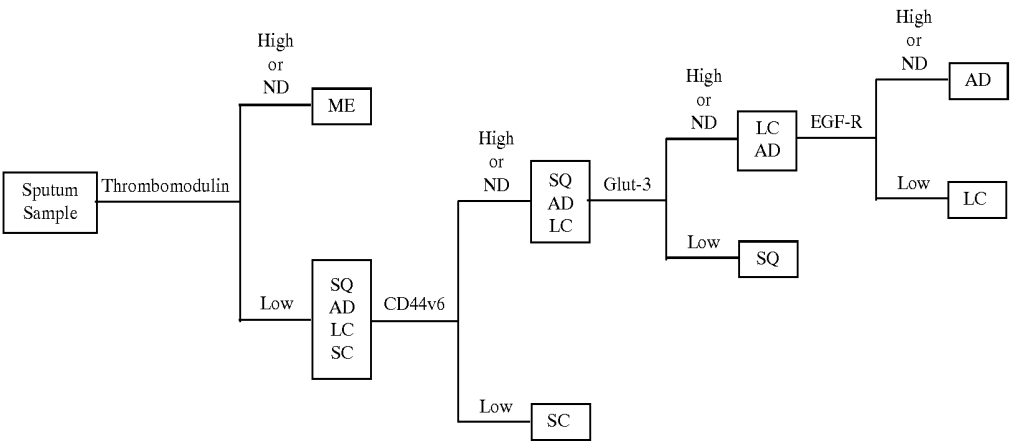 Sputum
Sample
Thrombomodulin
High
or
ND
ME
Low
SQ
AD
LC
SC
CD44v6
High
or
ND
SQ
AD
LC
Low
SC
Glut-3
High
or
ND
LC
AD
Low
SQ
EGF-R
High
or
ND
AD
Low
LC